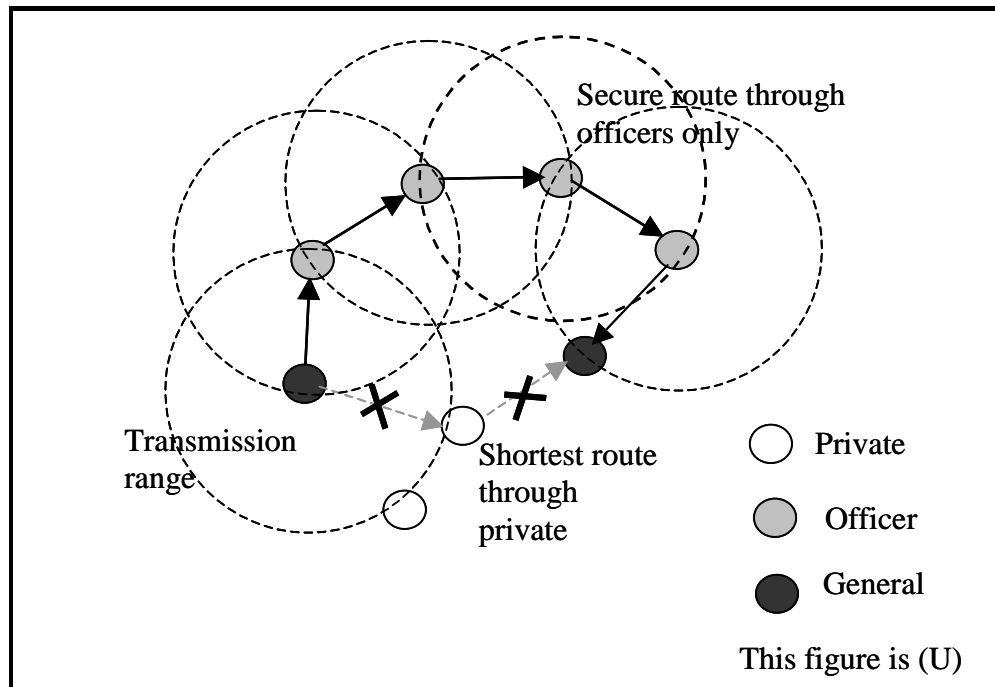 Secure route through
officers only
Transmission
range
Shortest route
through
private
Private
Officer
General
This figure is (U)